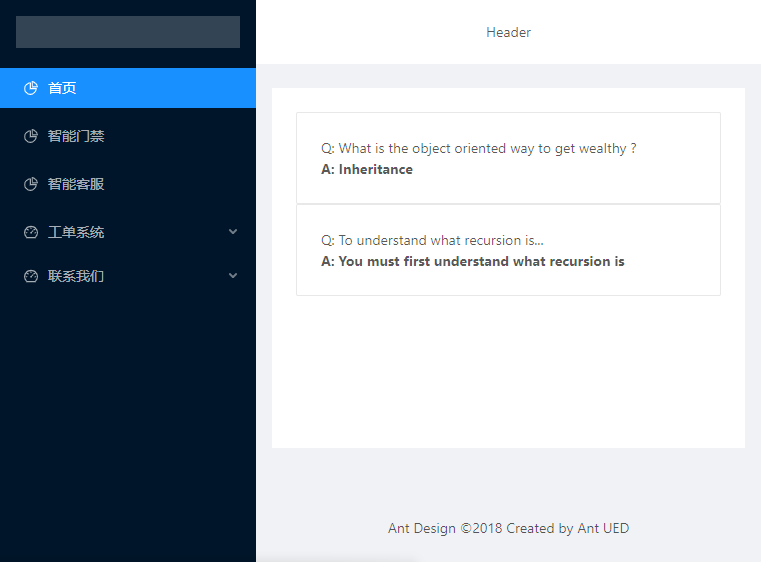 首页
智能门禁
智能客服
工单系统
联系我们
Header
Q: What is the object oriented way to get wealthy ?
A: Inheritance
Q: To understand what recursion is...
A: You must first understand what recursion is
Ant Design ©2018 Created by Ant UED